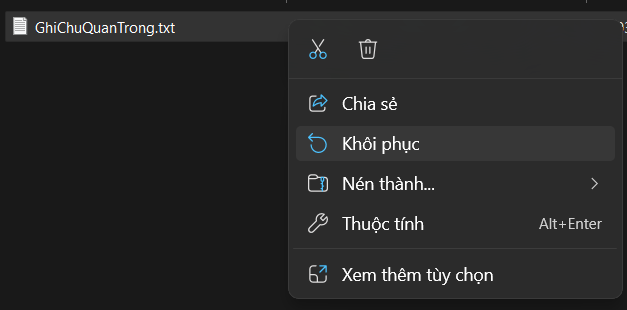 GhiChuQuanTrong.txt
Chia sẻ
Khôi phục
Nén thành...
Thuộc tính Alt+Enter
Xem thêm tùy chọn